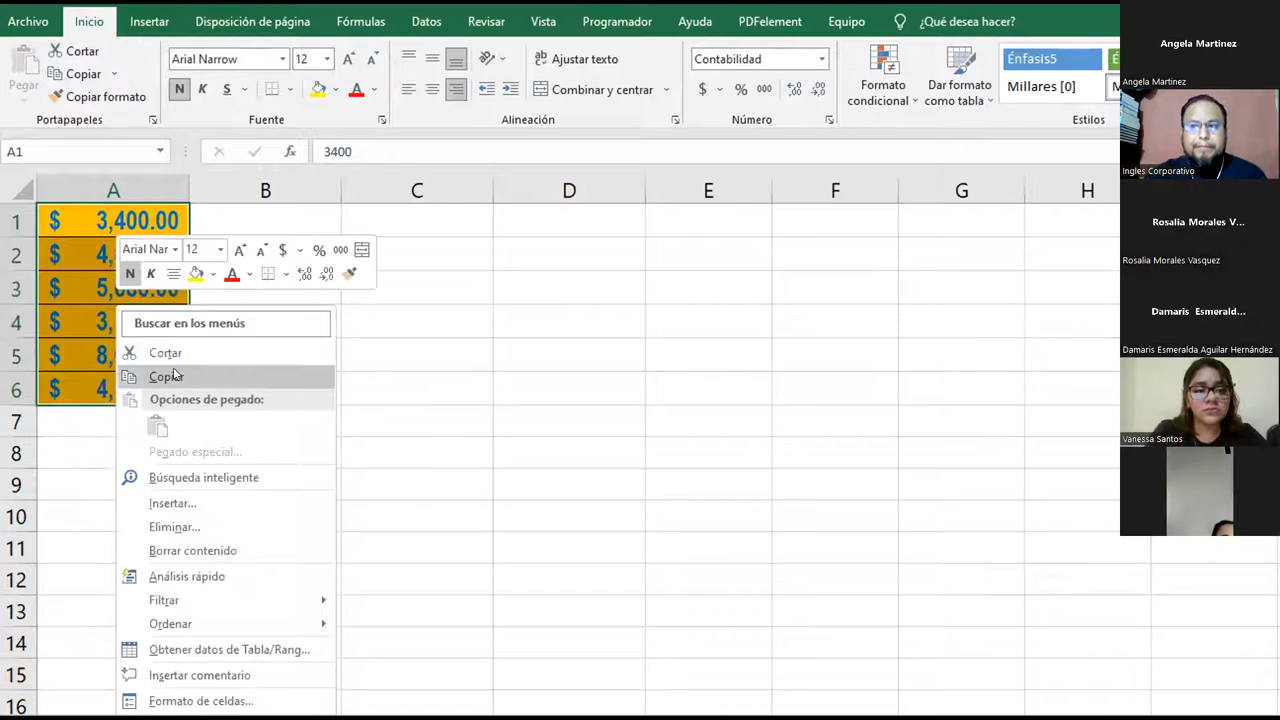 Archivo Inicio Insertar Disposición de página Fórmulas Datos Revisar Vista Programador Ayuda PDFelement Equipo ¿Qué desea hacer?
Pegar
Cortar
Copiar
Copiar formato
Portapapeles
Arial Narrow 12
N K S
Fuente
Ajustar texto
Combinar y centrar
Alineación
Contabilidad
$ % 000
Número
Formato condicional
Dar formato como tabla
Énfasis5
Millares [0]
Estilos
A1 fx 3400
A B C D E F G H
1 $ 3,400.00
2 $ 4,
3 $
4 $ 3,
5 $ 8,
6 $ 4,
7
8
9
10
11
12
13
14
15
16
Arial Nar 12 $ % 000
N K
Buscar en los menús
Cortar
Copiar
Opciones de pegado:
Pegado especial...
Búsqueda inteligente
Insertar...
Eliminar...
Borrar contenido
Análisis rápido
Filtrar
Ordenar
Obtener datos de Tabla/Rang...
Insertar comentario
Formato de celdas...
Angela Martinez
Angela Martinez
Ingles Corporativo
Rosalia Morales V...
Rosalia Morales Vasquez
Damaris Esmerald...
Damaris Esmeralda Aguilar Hernández
Vanessa Santos